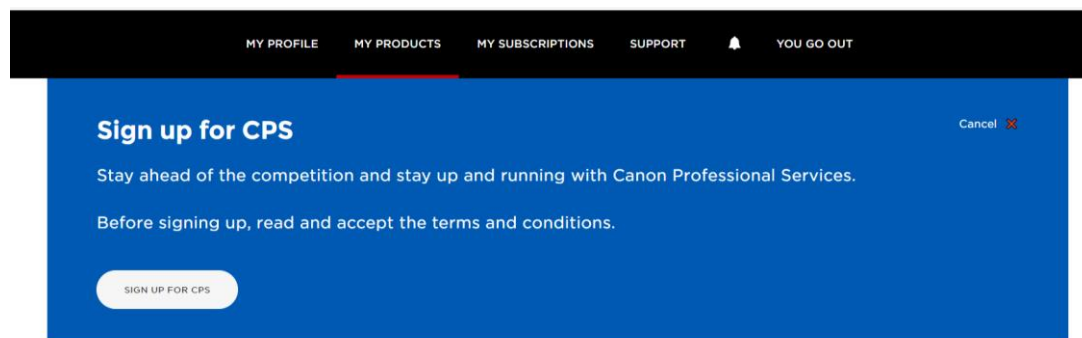 MY PROFILE MY PRODUCTS MY SUBSCRIPTIONS SUPPORT YOU GO OUT
Sign up for CPS
Cancel
Stay ahead of the competition and stay up and running with Canon Professional Services.
Before signing up, read and accept the terms and conditions.
SIGN UP FOR CPS